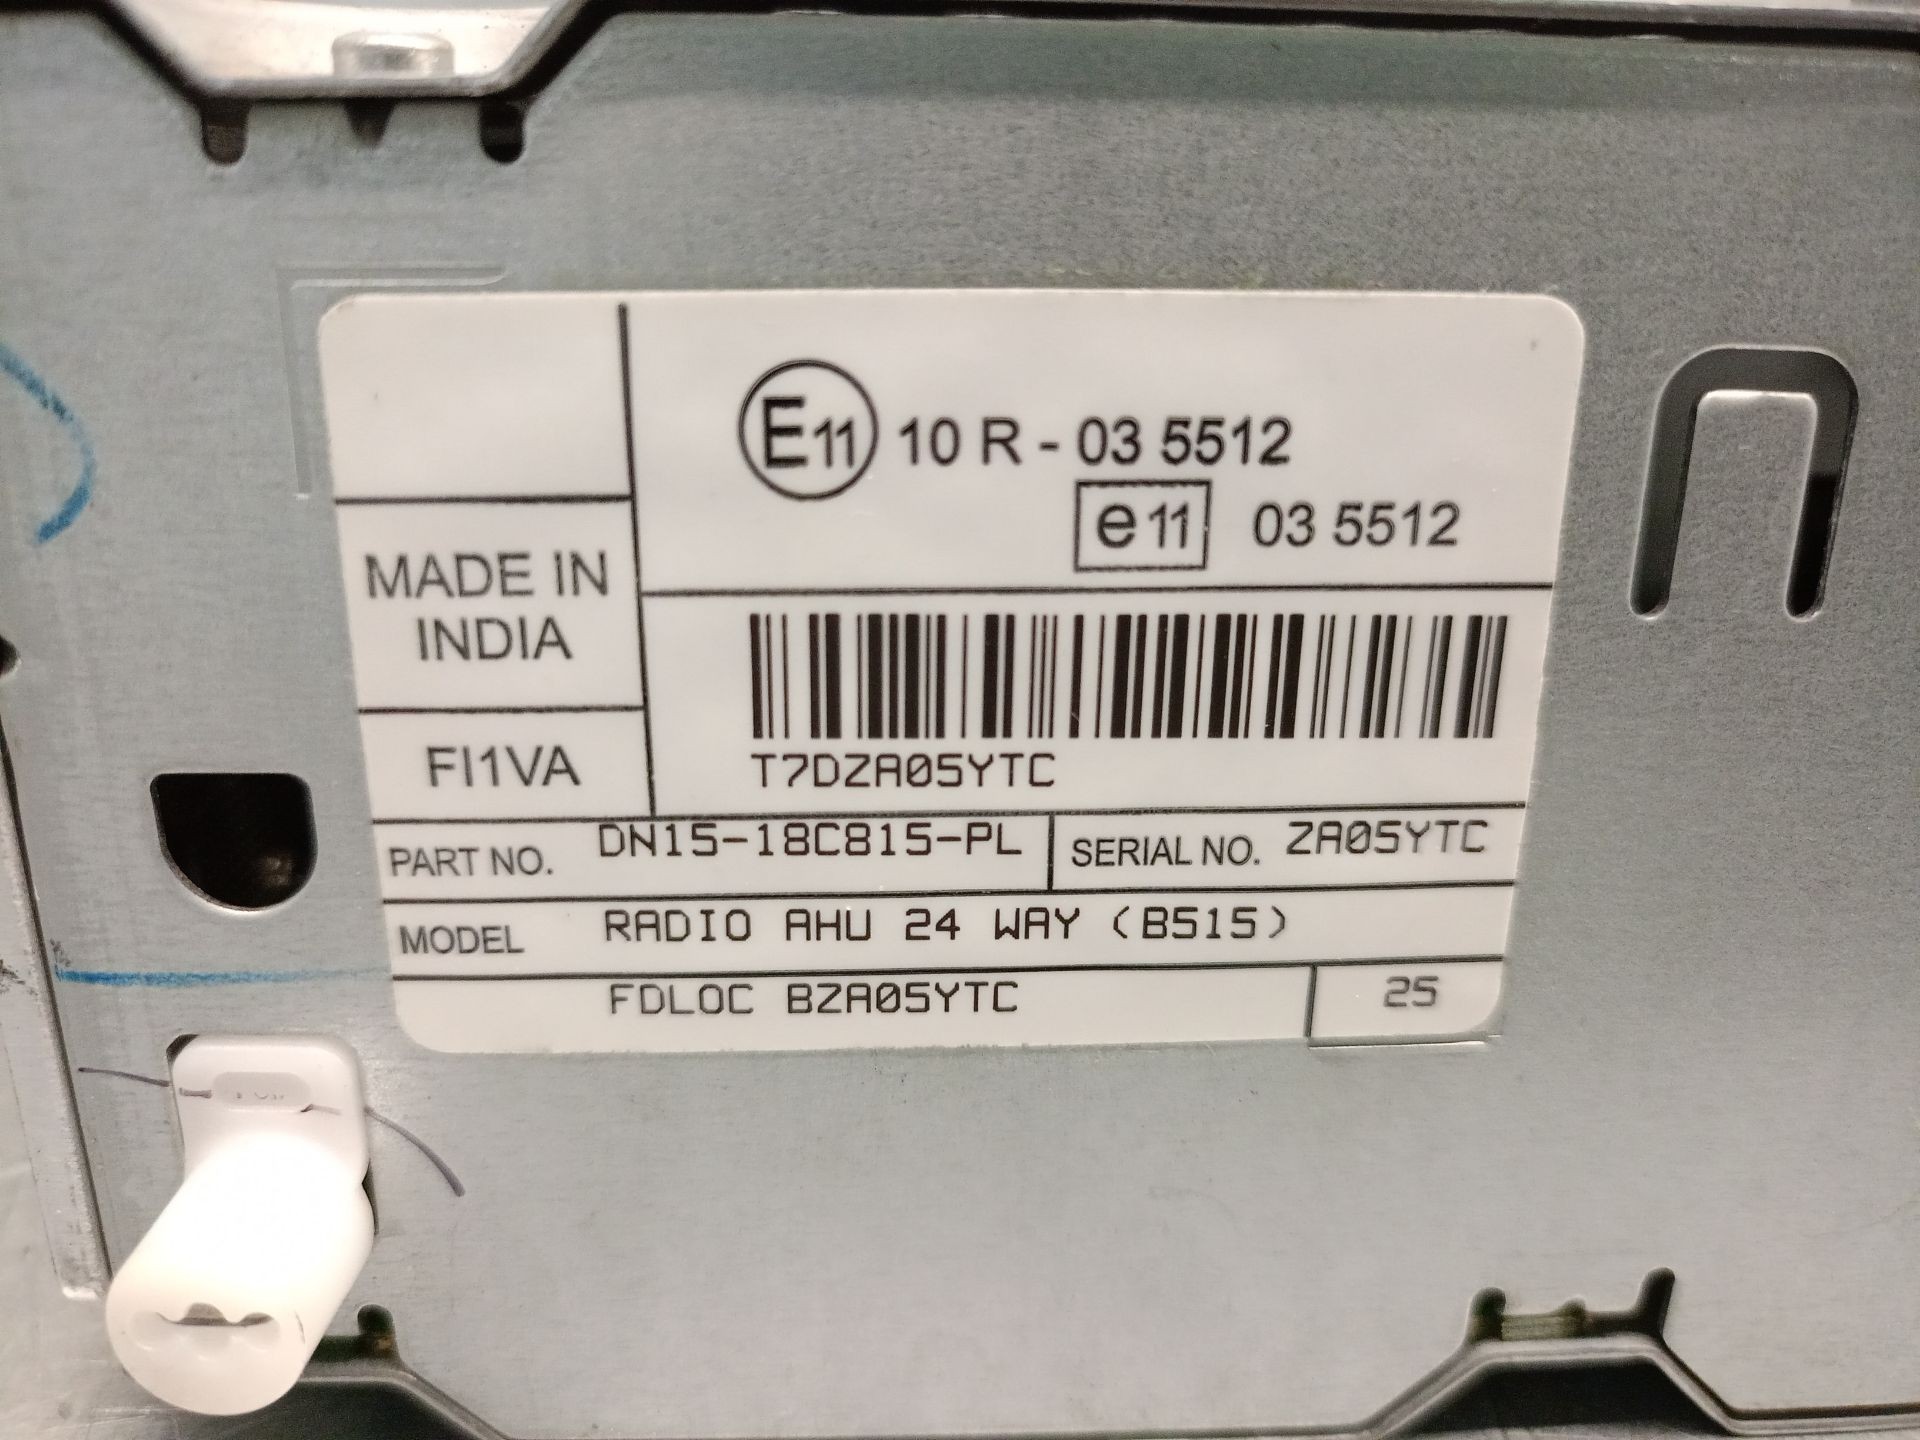 E11 10 R - 03 5512
e11 03 5512
MADE IN
INDIA
FI1VA
T7DZA05YTC
PART NO. DN15-18C815-PL SERIAL NO. ZA05YTC
MODEL RADIO AHU 24 WAY (B515)
FDLOC BZA05YTC 25